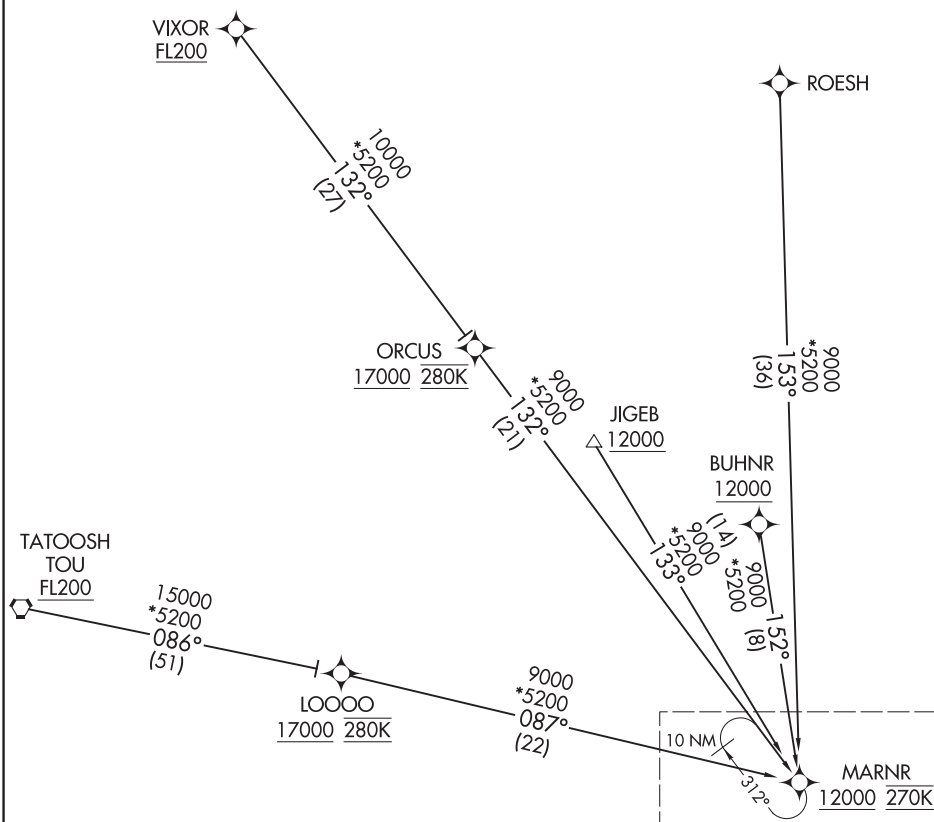 VIXOR
FL200
ROESH
10000
*5200
132°
(27)
ORCUS
17000 280K
9000
*5200
132°
(21)
9000
*5200
153°
(36)
JIGEB
12000
BUHNR
12000
(14)
9000
*5200
133°
9000
*5200
152°
(8)
TATOOSH
TOU
FL200
15000
*5200
086°
(51)
LOOOO
17000 280K
9000
*5200
087°
(22)
10 NM
312°
MARNR
12000 270K